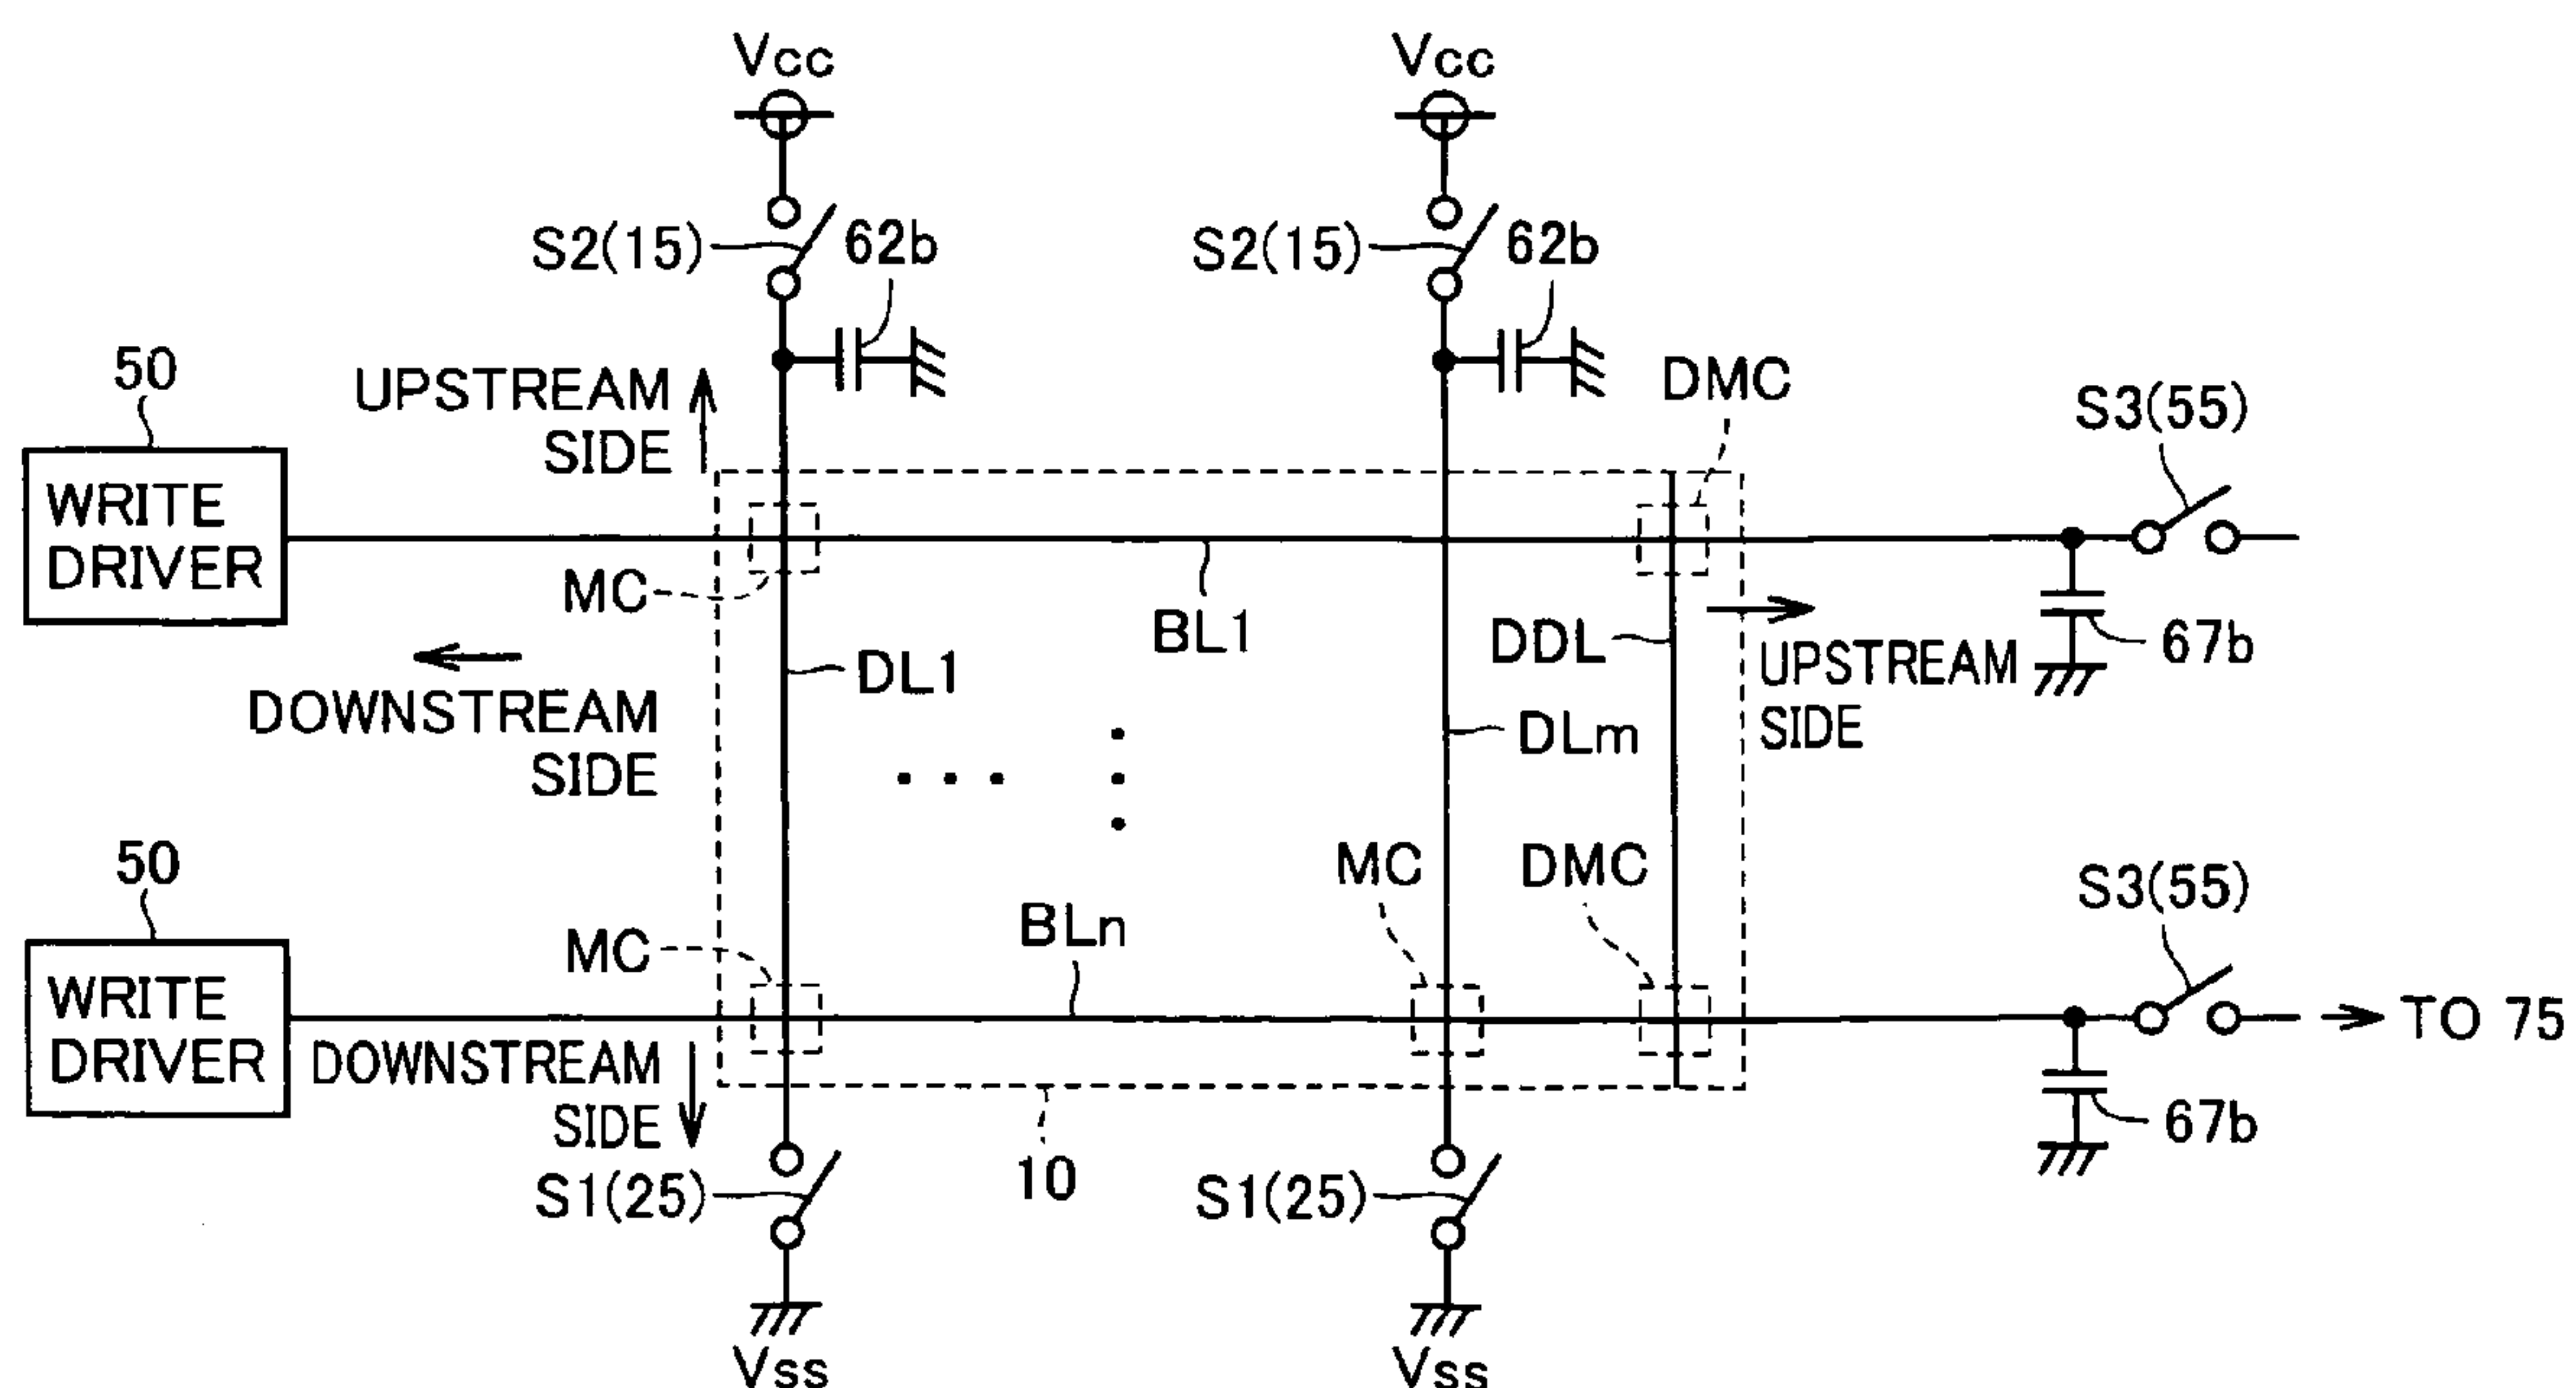 Vcc
Vcc
S2(15)
62b
S2(15)
62b
50
UPSTREAM
SIDE
DMC
S3(55)
WRITE
DRIVER
MC
BL1
DDL
67b
DL1
UPSTREAM
SIDE
DOWNSTREAM
SIDE
DLm
50
MC
DMC
S3(55)
BLn
MC
WRITE
DRIVER
DOWNSTREAM
SIDE
TO 75
67b
10
S1(25)
S1(25)
Vss
Vss